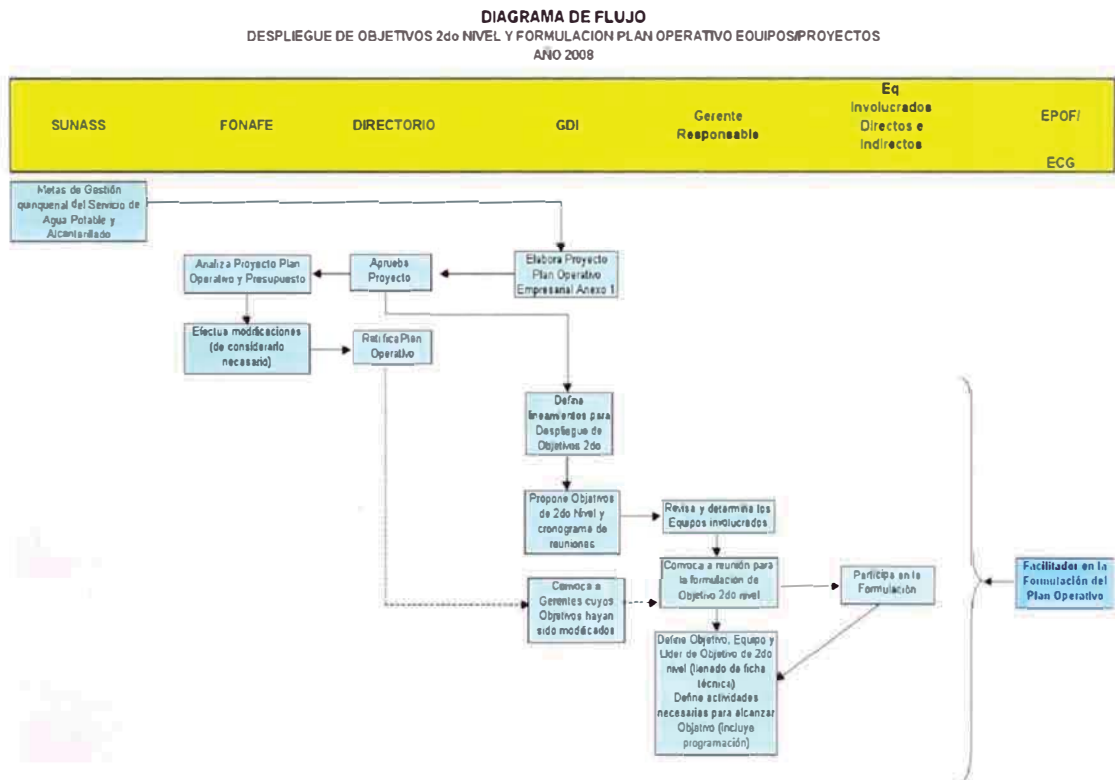 DIAGRAMA DE FLUJO
DESPLIEGUE DE OBJETIVOS 2do NIVEL Y FORMULACION PLAN OPERATIVO EQUIPOS/PROYECTOS
AÑO 2008
SUNASS
FONAFE
DIRECTORIO
GDI
Gerente
Responsable
Eq
Involucrados
Directos e
Indirectos
EPOF/
ECG
Metas de Gestión
quinquenal del Servicio de
Agua Potable y
Alcantarillado
Analiza Proyecto Plan
Operativo y Presupuesto
Aprueba
Proyecto
Elabora Proyecto
Plan Operativo
Empresarial Anexo 1
Efectua modificaciones
(de considerarlo
necesario)
Ratifica Plan
Operativo
Define
lineamientos para
Despliegue de
Objetivos 2do
Propone Objetivos
de 2do Nivel y
cronograma de
reuniones
Revisa y determina los
Equipos involucrados
Convoca a
Gerentes cuyos
Objetivos hayan
sido modificados
Convoca a reunión para
la formulación de
Objetivo 2do nivel
Participa en la
Formulación
Facilitador en la
Formulación del
Plan Operativo
Define Objetivo, Equipo y
Lider de Objetivo de 2do
nivel (llenado de ficha
técnica)
Define actividades
necesarias para alcanzar
Objetivo (incluye
programación)